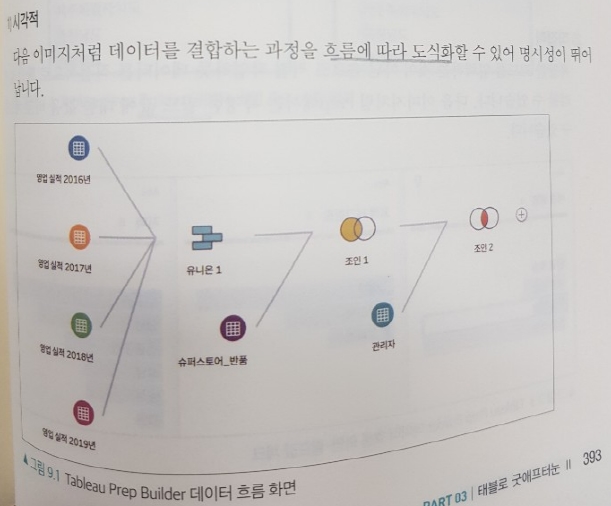 시각적
다음 이미지처럼 데이터를 결합하는 과정을 흐름에 따라 도식화할 수 있어 명시성이 뛰어
납니다.
영업 실적 2016년
영업 실적 2017년
유니온 1
조인 1
조인 2
영업 실적 2018년
슈퍼스토어_반품
관리자
영업 실적 2019년
▲그림 9.1 Tableau Prep Builder 데이터 흐름 화면
PART 03 | 태블로 굿애프터눈 II 393